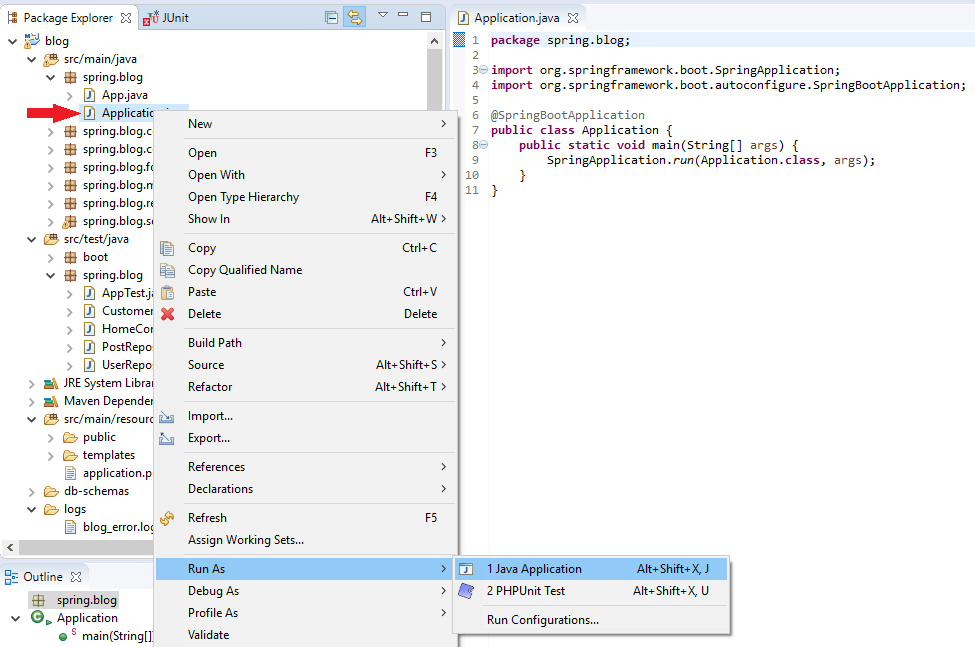 Package Explorer
JUnit
blog
src/main/java
spring.blog
App.java
Applicatio
spring.blog.c
spring.blog.c
spring.blog.fo
spring.blog.m
spring.blog.re
spring.blog.se
src/test/java
boot
spring.blog
AppTest.ja
Customer
HomeCor
PostRepo
UserRepo
JRE System Librar
Maven Depender
src/main/resourc
public
templates
application.p
db-schemas
logs
blog_error.log
Outline
spring.blog
Application
main(String[]
New
Open F3
Open With
Open Type Hierarchy F4
Show In Alt+Shift+W
Copy Ctrl+C
Copy Qualified Name
Paste Ctrl+V
Delete Delete
Build Path
Source Alt+Shift+S
Refactor Alt+Shift+T
Import...
Export...
References
Declarations
Refresh F5
Assign Working Sets...
Run As
Debug As
Profile As
Validate
1 Java Application Alt+Shift+X, J
2 PHPUnit Test Alt+Shift+X, U
Run Configurations...
Application.java
1 package spring.blog;
2
3 import org.springframework.boot.SpringApplication;
4 import org.springframework.boot.autoconfigure.SpringBootApplication;
5
6 @SpringBootApplication
7 public class Application {
8 public static void main(String[] args) {
9 SpringApplication.run(Application.class, args);
10 }
11 }